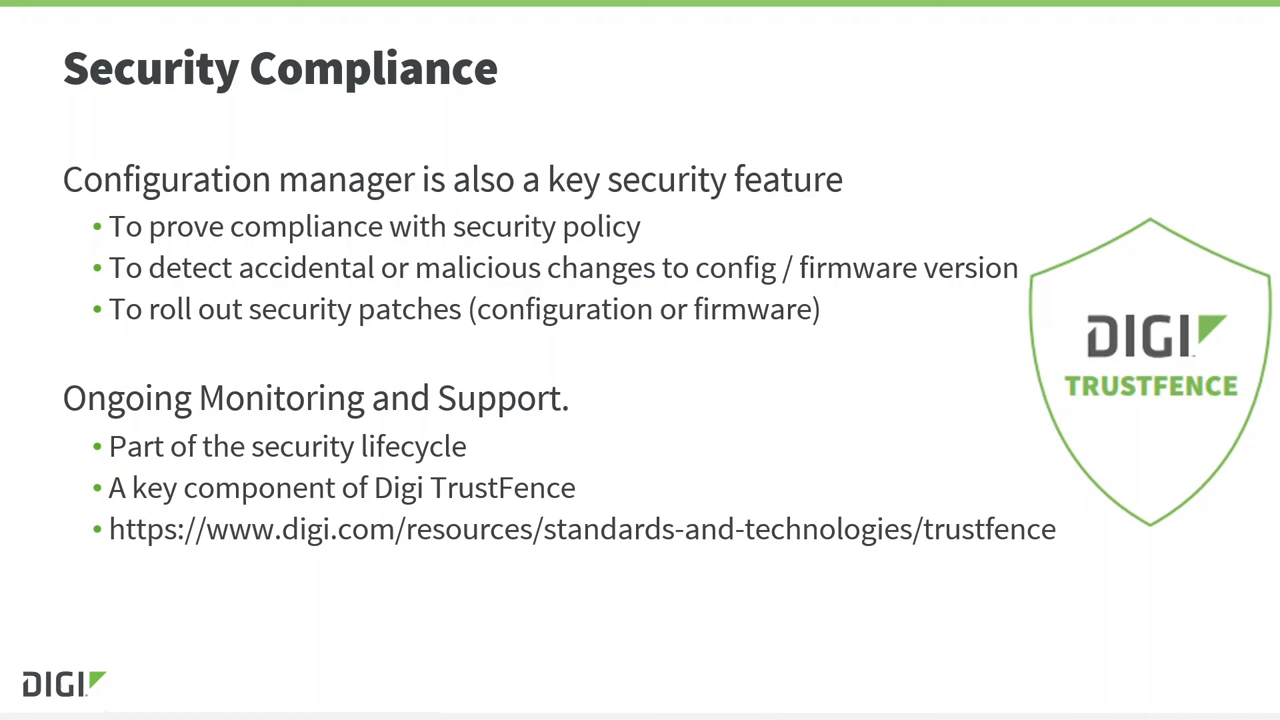 Security Compliance
Configuration manager is also a key security feature
• To prove compliance with security policy
• To detect accidental or malicious changes to config / firmware version
• To roll out security patches (configuration or firmware)
DIGI
TRUSTFENCE
Ongoing Monitoring and Support.
• Part of the security lifecycle
• A key component of Digi TrustFence
• https://www.digi.com/resources/standards-and-technologies/trustfence
DIGI